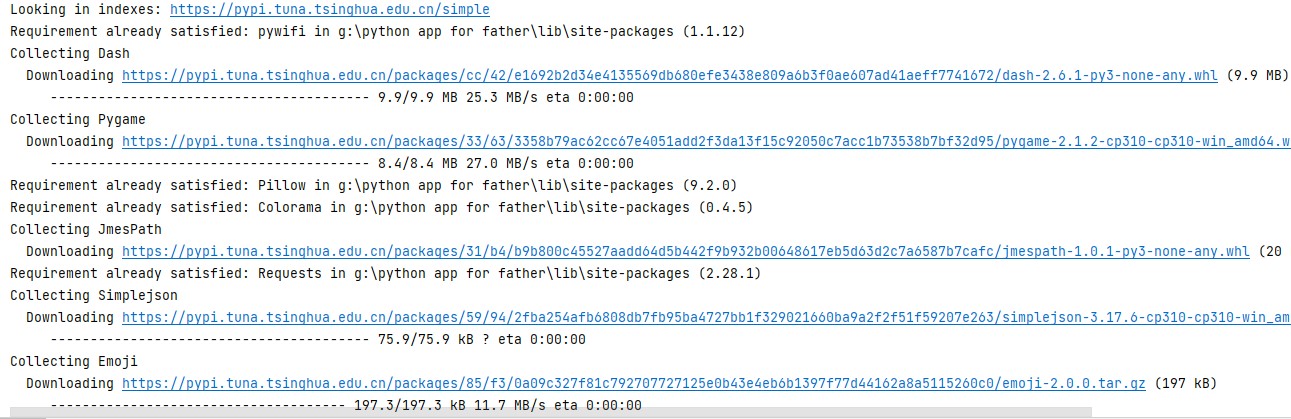 Looking in indexes: https://pypi.tuna.tsinghua.edu.cn/simple
Requirement already satisfied: pywifi in g:\python app for father\lib\site-packages (1.1.12)
Collecting Dash
  Downloading https://pypi.tuna.tsinghua.edu.cn/packages/cc/42/e1692b2d34e4135569db680efe3438e809a6b3f0ae607ad41aeff7741672/dash-2.6.1-py3-none-any.whl (9.9 MB)
     ---------------------------------------- 9.9/9.9 MB 25.3 MB/s eta 0:00:00
Collecting Pygame
  Downloading https://pypi.tuna.tsinghua.edu.cn/packages/33/63/3358b79ac62cc67e4051add2f3da13f15c92050c7acc1b73538b7bf32d95/pygame-2.1.2-cp310-cp310-win_amd64.w
     ---------------------------------------- 8.4/8.4 MB 27.0 MB/s eta 0:00:00
Requirement already satisfied: Pillow in g:\python app for father\lib\site-packages (9.2.0)
Requirement already satisfied: Colorama in g:\python app for father\lib\site-packages (0.4.5)
Collecting JmesPath
  Downloading https://pypi.tuna.tsinghua.edu.cn/packages/31/b4/b9b800c45527aadd64d5b442f9b932b00648617eb5d63d2c7a6587b7cafc/jmespath-1.0.1-py3-none-any.whl (20
Requirement already satisfied: Requests in g:\python app for father\lib\site-packages (2.28.1)
Collecting Simplejson
  Downloading https://pypi.tuna.tsinghua.edu.cn/packages/59/94/2fba254afb6808db7fb95ba4727bb1f329021660ba9a2f2f51f59207e263/simplejson-3.17.6-cp310-cp310-win_am
     ---------------------------------------- 75.9/75.9 kB ? eta 0:00:00
Collecting Emoji
  Downloading https://pypi.tuna.tsinghua.edu.cn/packages/85/f3/0a09c327f81c792707727125e0b43e4eb6b1397f77d44162a8a5115260c0/emoji-2.0.0.tar.gz (197 kB)
     ------------------------------------- 197.3/197.3 kB 11.7 MB/s eta 0:00:00